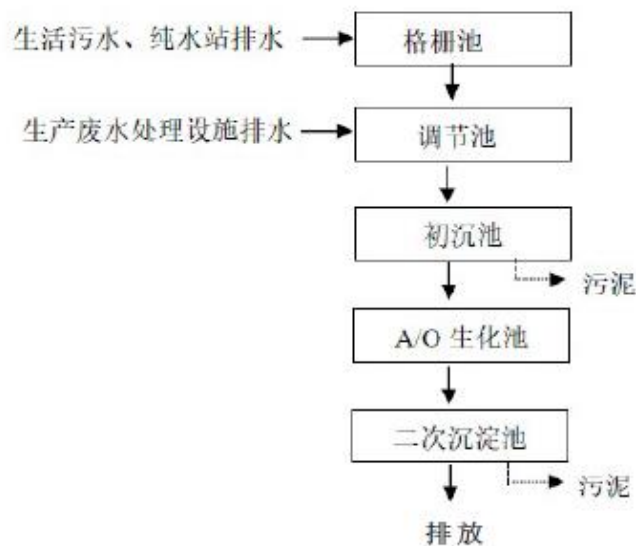 生活污水、纯水站排水
格栅池
生产废水处理设施排水
调节池
初沉池
污泥
A/O 生化池
二次沉淀池
污泥
排放